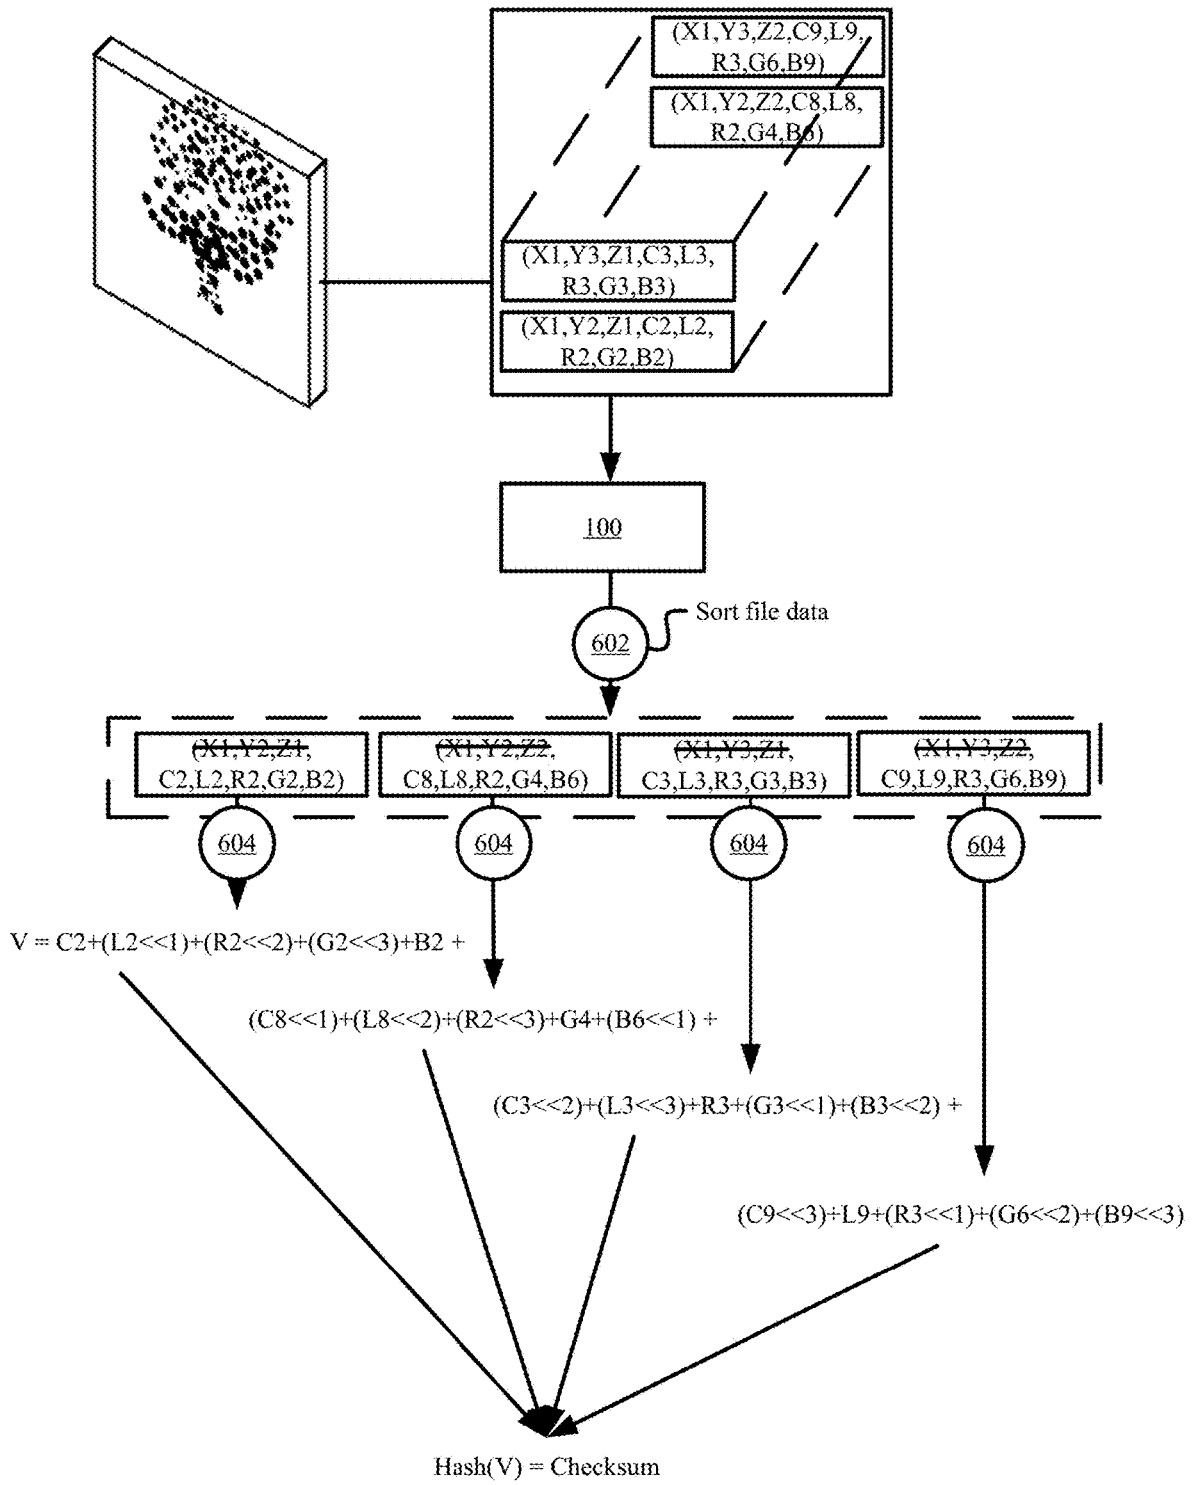 (X1,Y3,Z2,C9,L9,
R3,G6,B9)
(X1,Y2,Z2,C8,L8,
R2,G4,B6)
(X1,Y3,Z1,C3,L3,
R3,G3,B3)
(X1,Y2,Z1,C2,L2,
R2,G2,B2)
100
602
Sort file data
(X1,Y2,Z1,
C2,L2,R2,G2,B2)
(X1,Y2,Z2,
C8,L8,R2,G4,B6)
(X1,Y3,Z1,
C3,L3,R3,G3,B3)
(X1,Y3,Z2,
C9,L9,R3,G6,B9)
604
604
604
604
V = C2+(L2<<1)+(R2<<2)+(G2<<3)+B2 +
(C8<<1)+(L8<<2)+(R2<<3)+G4+(B6<<1) +
(C3<<2)+(L3<<3)+R3+(G3<<1)+(B3<<2) +
(C9<<3)+L9+(R3<<1)+(G6<<2)+(B9<<3)
Hash(V) = Checksum